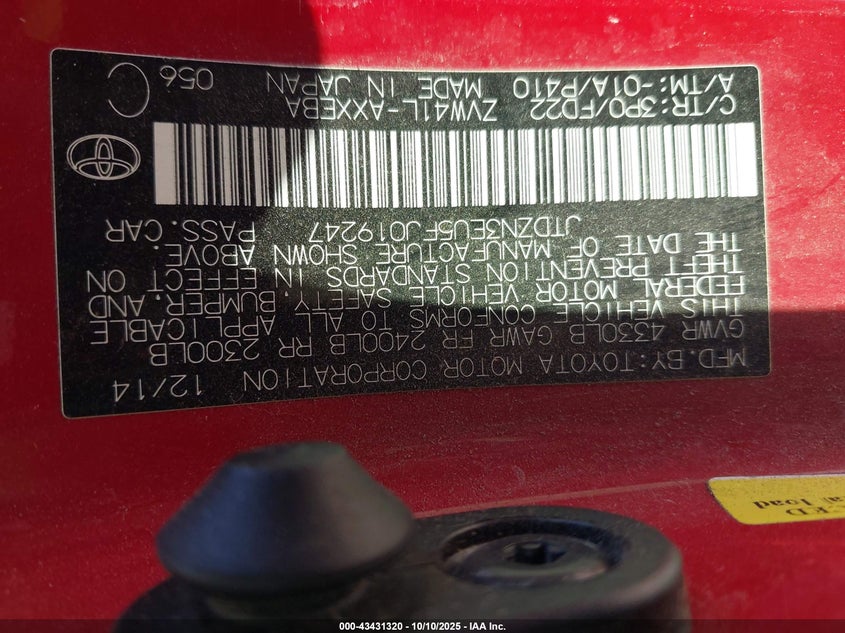 MFD.BY:TOYOTA MOTOR CORPORATION 12/14
GVWR 4330LB GAWR FR 2400LB RR 2300LB
THIS VEHICLE CONFORMS TO ALL APPLICABLE
FEDERAL MOTOR VEHICLE SAFETY,BUMPER,AND
THEFT PREVENTION STANDARDS IN EFFECT ON
THE DATE OF MANUFACTURE SHOWN ABOVE.
JTDZN3EU5FJ019247 PASS.CAR
C/TR:3P0/FD22 ZVW41L-AXXEBA 056 C
A/TM:-01A/P410 MADE IN JAPAN
load
000-43431320 | 10/10/2025 - IAA Inc.